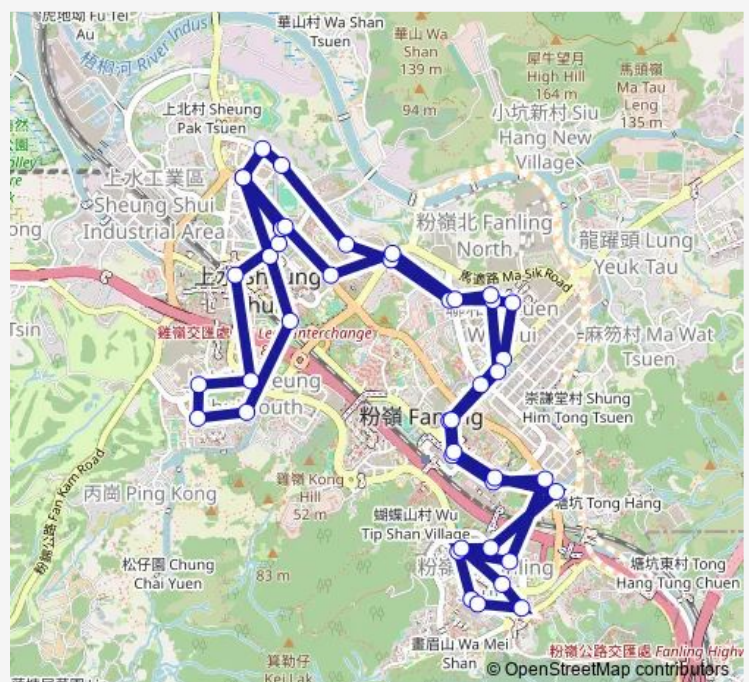 虎地坳 Fu Tei
Au
梧桐河 River Indus
華山村 Wa Shan
Tsuen
華山 Wa
Shan
139 m
94 m
犀牛望月
High Hill
164 m
馬頭嶺
Ma Tau
Leng
135 m
上北村 Sheung
Pak Tsuen
小坑新村 Siu
Hang New
Village
上水工業區
Sheung Shui
Industrial Area
粉嶺北 Fanling
North
龍躍頭 Lung
Yeuk Tau
馬適路 Ma Sik Road
上水 Sheung
Tsin
麻笏村 Ma Wat
Tsuen
崇謙堂村 Shung
Him Tong Tsuen
粉嶺 Fanling
粉錦公路 Fan Kam Road
丙崗 Ping Kong
雞嶺 Kong
Hill
52 m
蝴蝶山村 Wu
Tip Shan Village
塘坑 Tong Hang
松仔園 Chung
Chai Yuen
83 m
塘坑東村 Tong
Hang Tung Chuen
畫眉山 Wa Mei
Shan
粉嶺公路交匯處 Fanling Highw
箕勒仔
Kei Lak
© OpenStreetMap contributors